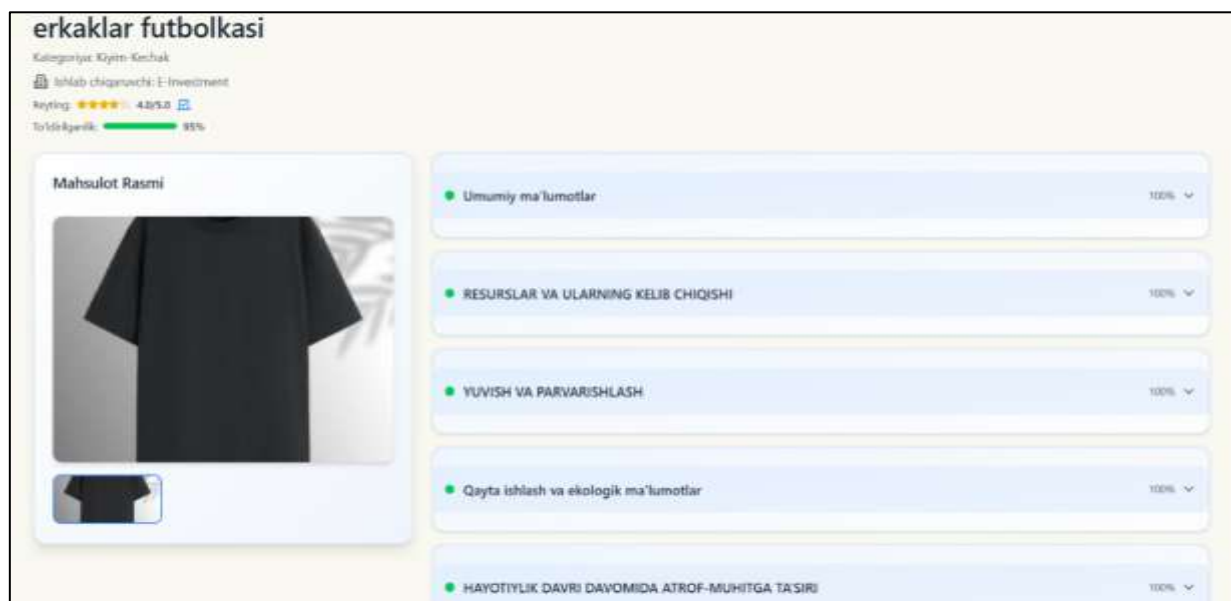 erkaklar futbolkasi
Kategoriya: Kiyim-Kechak
Ishlab chiqaruvchi: E-Investment
Reyting: 4.0/5.0
To'ldirilganlik: 95%
Mahsulot Rasmi
Umumiy ma'lumotlar 100%
RESURSLAR VA ULARNING KELIB CHIQISHI 100%
YUVISH VA PARVARISHLASH 100%
Qayta ishlash va ekologik ma'lumotlar 100%
HAYOTIYLIK DAVRI DAVOMIDA ATROF-MUHITGA TA'SIRI 100%